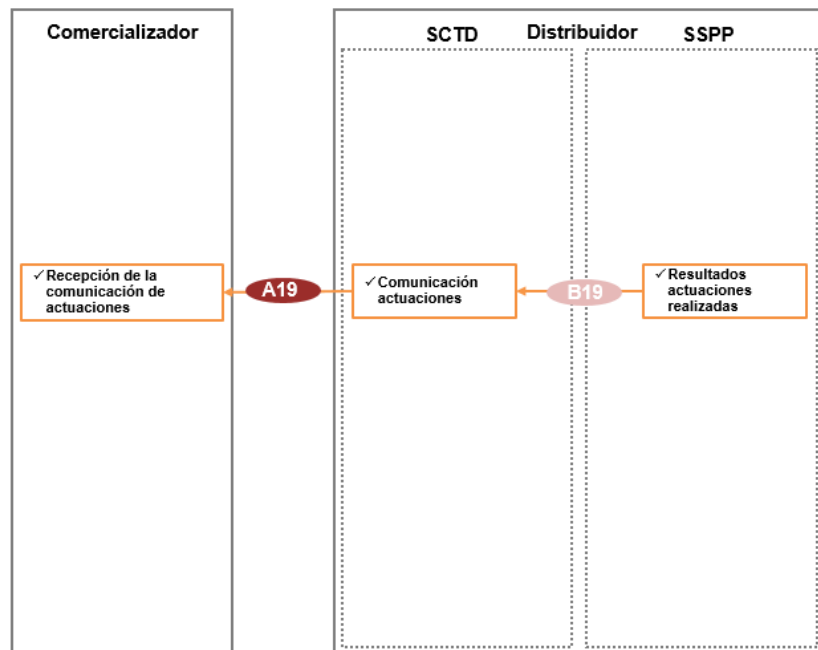 Comercializador
SCTD
Distribuidor
SSPP
✓Recepción de la
comunicación de
actuaciones
A19
✓Comunicación
actuaciones
B19
✓Resultados
actuaciones
realizadas